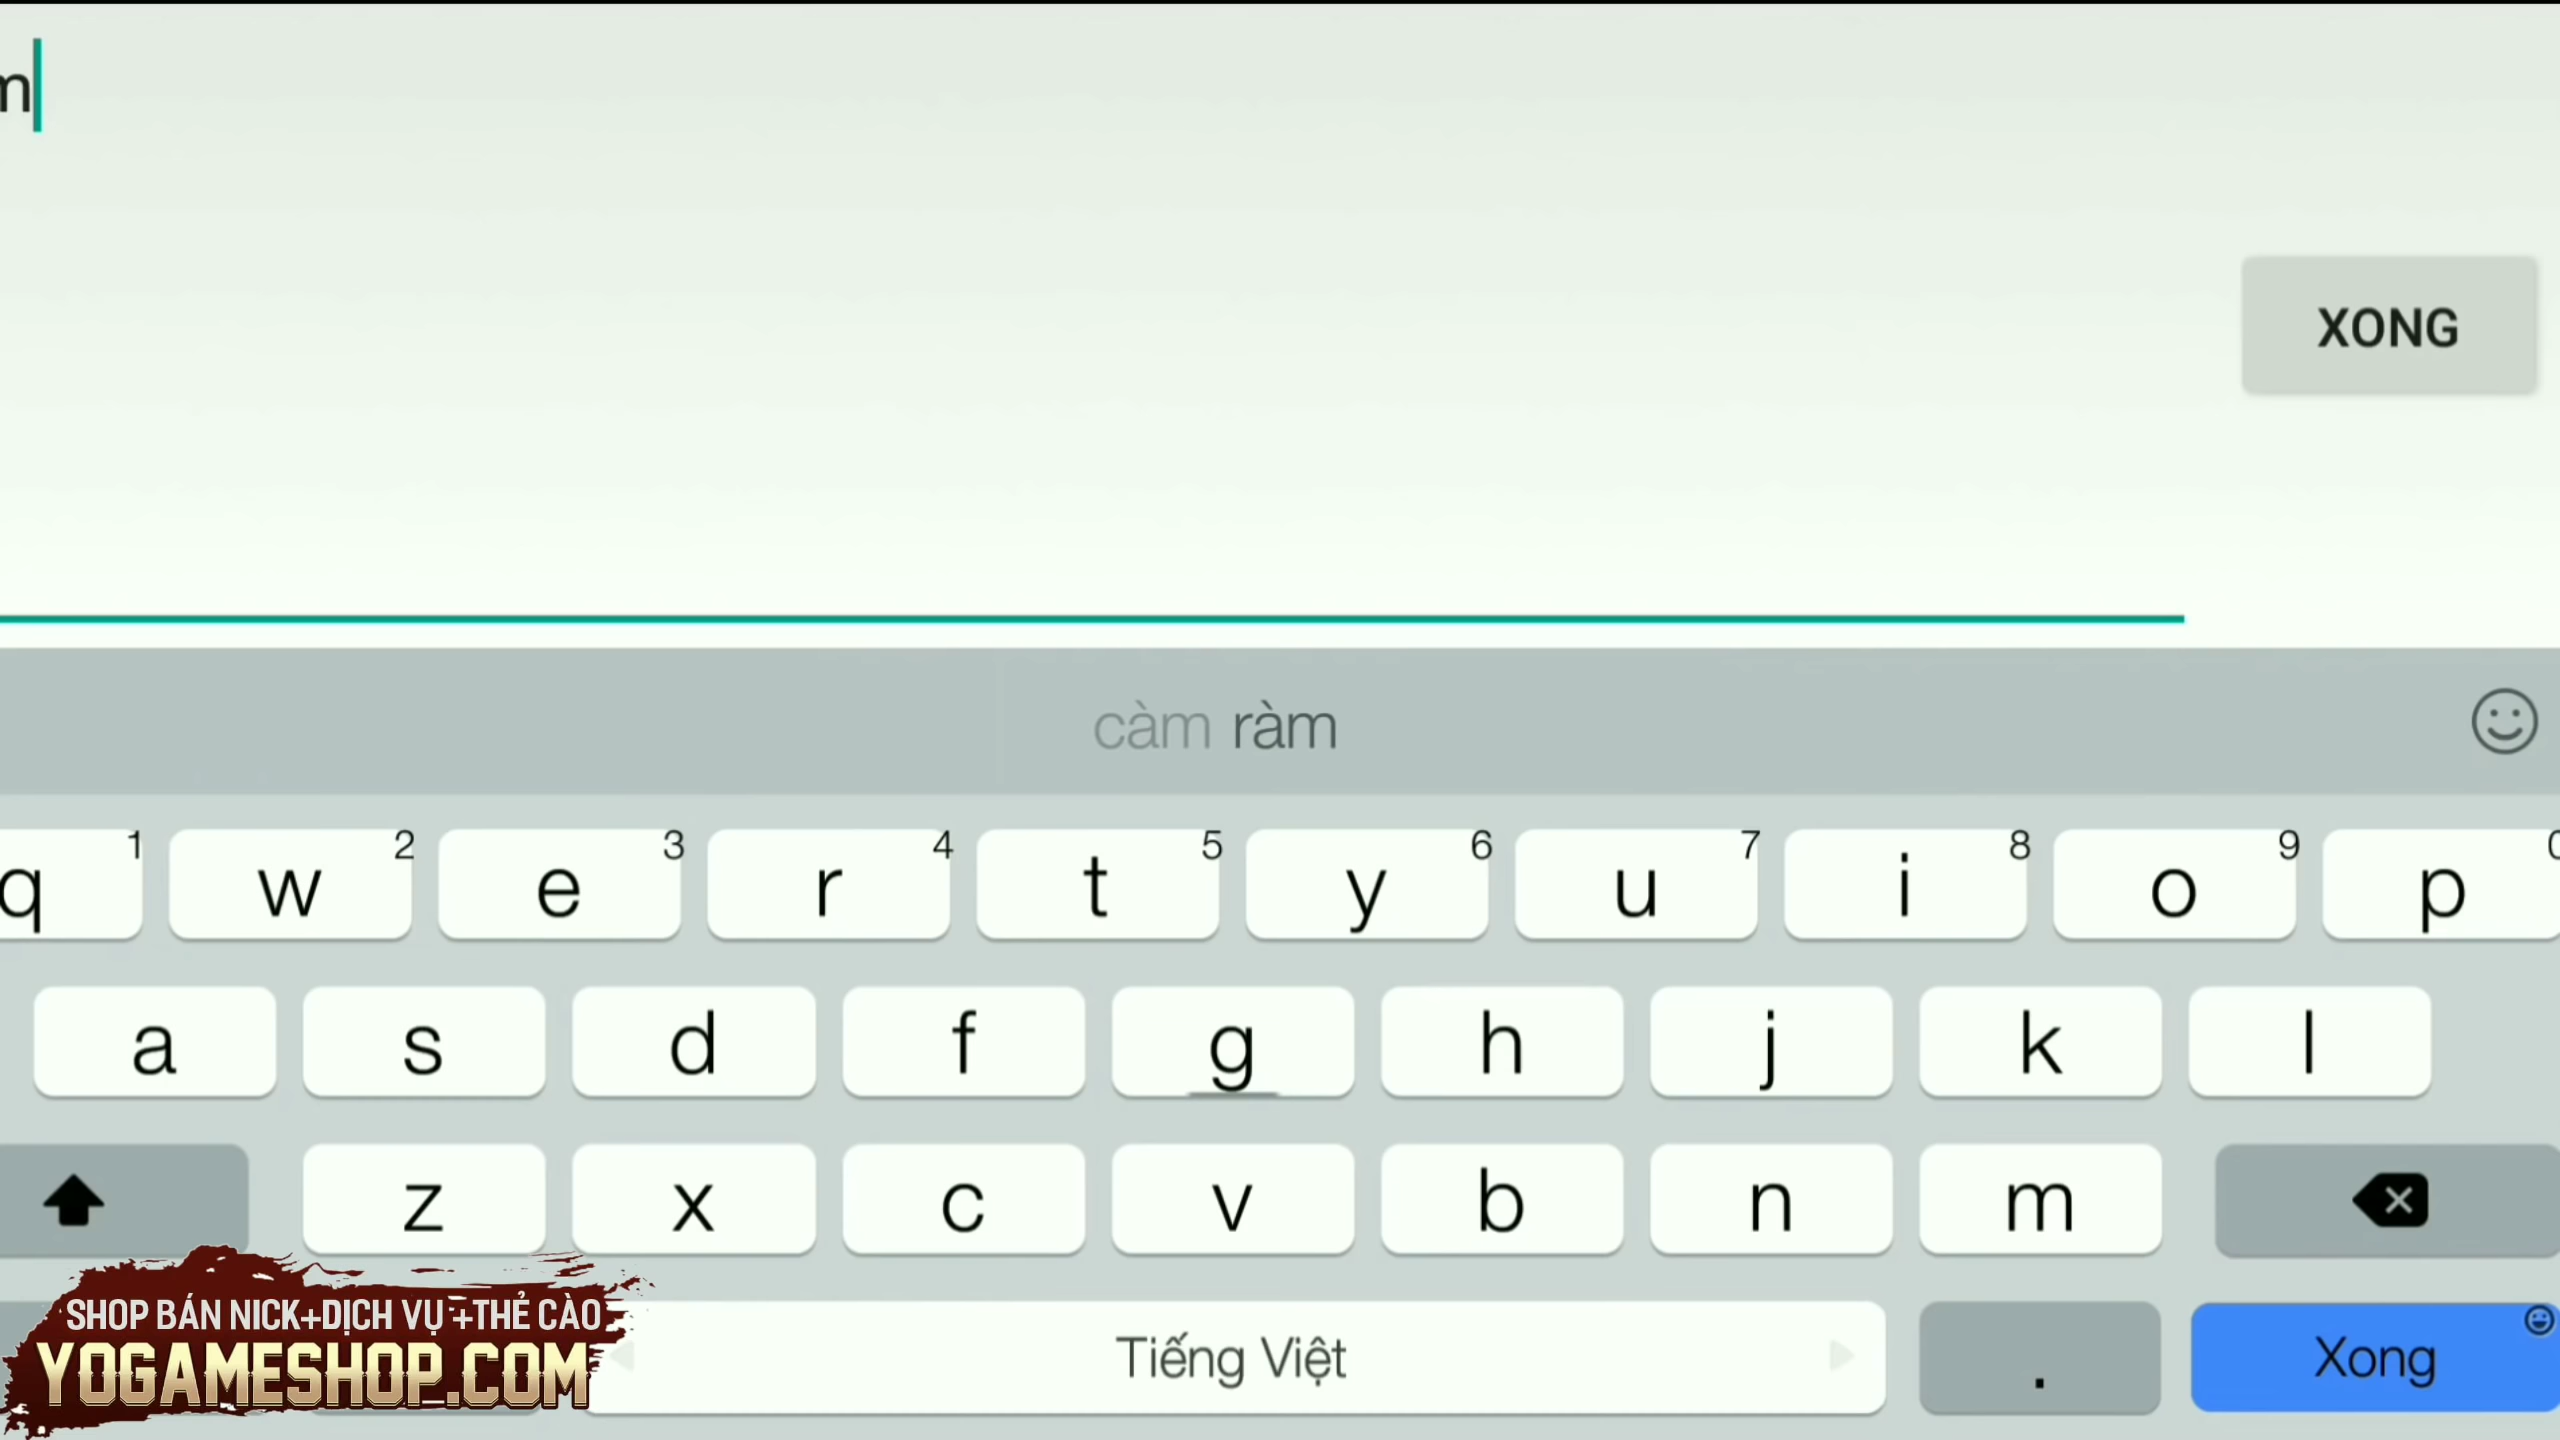 m
XONG
càm ràm
1 2 3 4 5 6 7 8 9 0
q w e r t y u i o p
a s d f g h j k l
z x c v b n m
Tiếng Việt . Xong
SHOP BÁN NICK+DỊCH VỤ +THẺ CÀO
YOGAMESHOP.COM